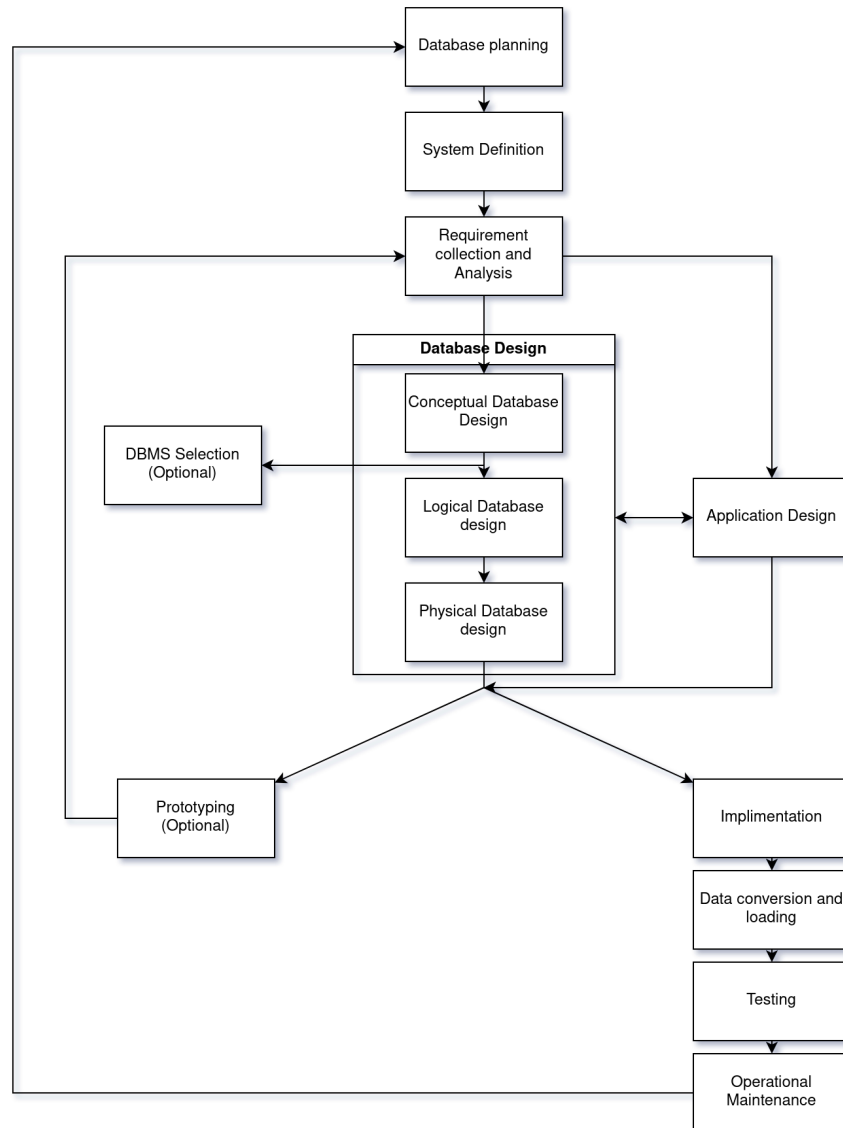 Database planning
System Definition
Requirement
collection and
Analysis
Database Design
Conceptual Database
Design
DBMS Selection
(Optional)
Logical Database
design
Application Design
Physical Database
design
Prototyping
(Optional)
Implimentation
Data conversion and
loading
Testing
Operational
Maintenance